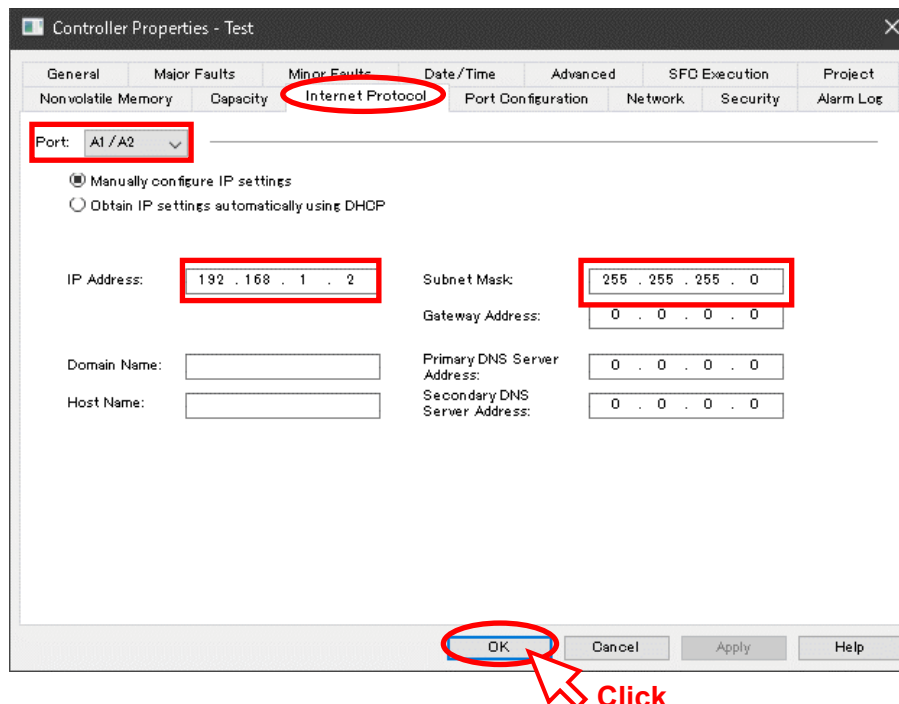 Controller Properties - Test
General Major Faults Minor Faults Date/Time Advanced SFC Execution Project
Nonvolatile Memory Capacity Internet Protocol Port Configuration Network Security Alarm Log
Port: A1/A2
Manually configure IP settings
Obtain IP settings automatically using DHCP
IP Address: 192 . 168 . 1 . 2 Subnet Mask: 255 . 255 . 255 . 0
Gateway Address: 0 . 0 . 0 . 0
Domain Name: Primary DNS Server
Address: 0 . 0 . 0 . 0
Host Name: Secondary DNS
Server Address: 0 . 0 . 0 . 0
OK Cancel Apply Help
Click